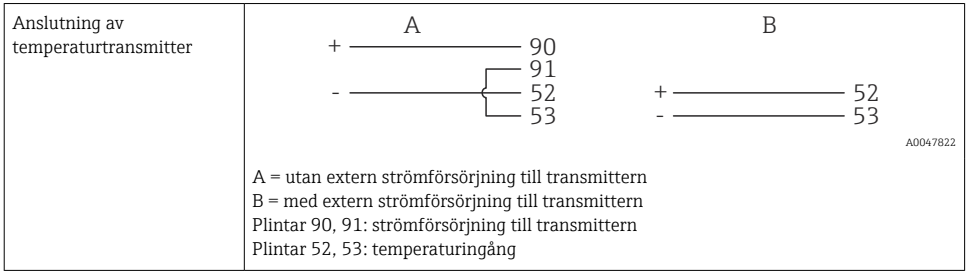 Anslutning av
temperaturtransmitter
A
B
+ 90
91
- 52
53
+ 52
- 53
A0047822
A = utan extern strömförsörjning till transmittern
B = med extern strömförsörjning till transmittern
Plintar 90, 91: strömförsörjning till transmittern
Plintar 52, 53: temperaturingång